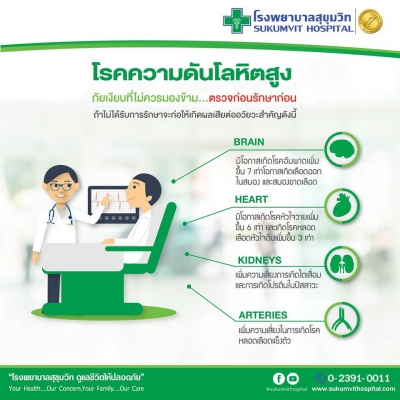 โรงพยาบาลสุขุมวิท
SUKUMVIT HOSPITAL
โรคความดันโลหิตสูง
ภัยเงียบที่ไม่ควรมองข้าม...ตรวจก่อนรักษาก่อน
ถ้าไม่ได้รับการรักษาจะก่อให้เกิดผลเสียต่ออวัยวะสำคัญดังนี้
BRAIN
มีโอกาสเกิดโรคอัมพาตเพิ่ม
ขึ้น 7 เท่าโอกาสเกิดเลือดออก
ในสมอง และสมองขาดเลือด
HEART
มีโอกาสเกิดโรคหัวใจวายเพิ่ม
ขึ้น 6 เท่า และเกิดโรคหลอด
เลือดหัวใจตีบเพิ่มขึ้น 3 เท่า
KIDNEYS
เพิ่มความเสี่ยงการเกิดไตเสื่อม
และการเกิดโปรตีนในปัสสาวะ
ARTERIES
เพิ่มความเสี่ยงในการเกิดโรค
หลอดเลือดแข็งตัว
"โรงพยาบาลสุขุมวิท ดูแลชีวิตให้ปลอดภัย"
Your Health....Our Concern,Your Family....Our Care
@sukumvithospital
0-2391-0011
www.sukumvithospital.com